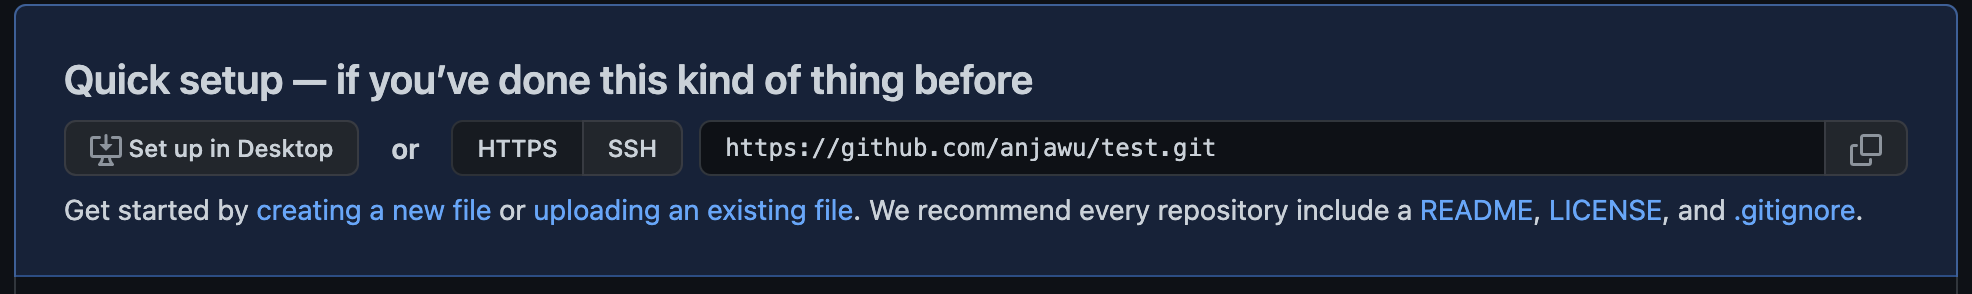 Quick setup — if you’ve done this kind of thing before
Set up in Desktop or HTTPS SSH https://github.com/anjawu/test.git
Get started by creating a new file or uploading an existing file. We recommend every repository include a README, LICENSE, and .gitignore.